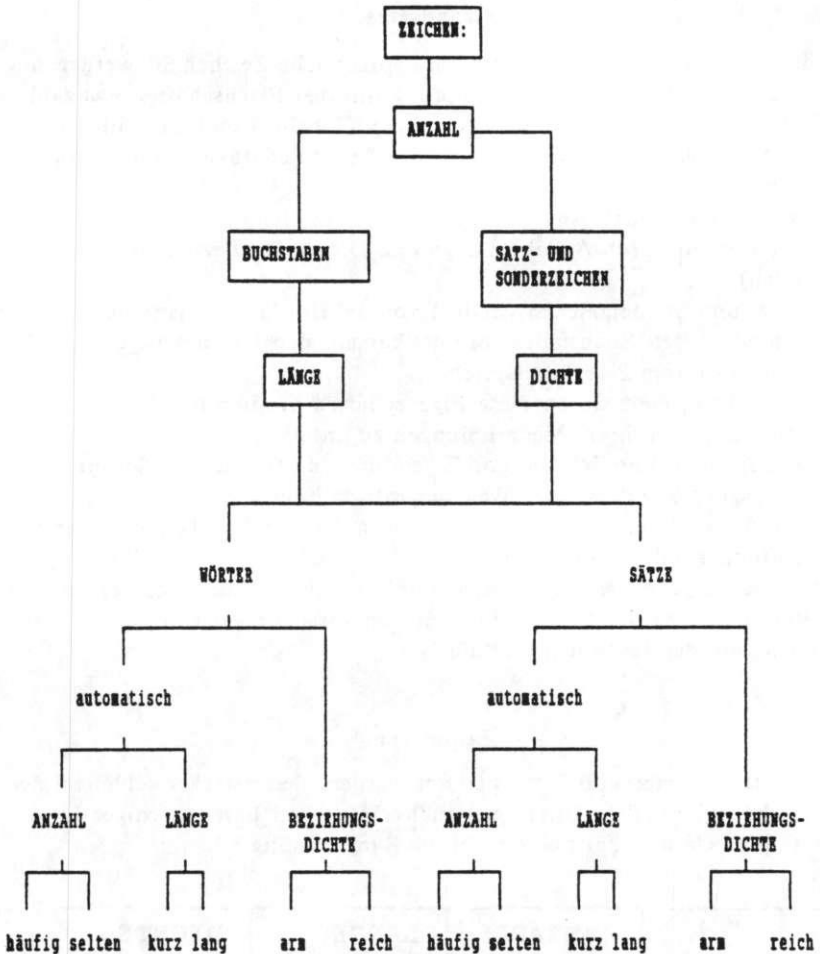 ZEICHEN:
ANZAHL
BUCHSTABEN SATZ- UND
SONDERZEICHEN
LÄNGE DICHTE
WÖRTER SÄTZE
automatisch automatisch
ANZAHL LÄNGE BEZIEHUNGS- ANZAHL LÄNGE BEZIEHUNGS-
DICHTE DICHTE
häufig selten kurz lang arm reich häufig selten kurz lang arm reich